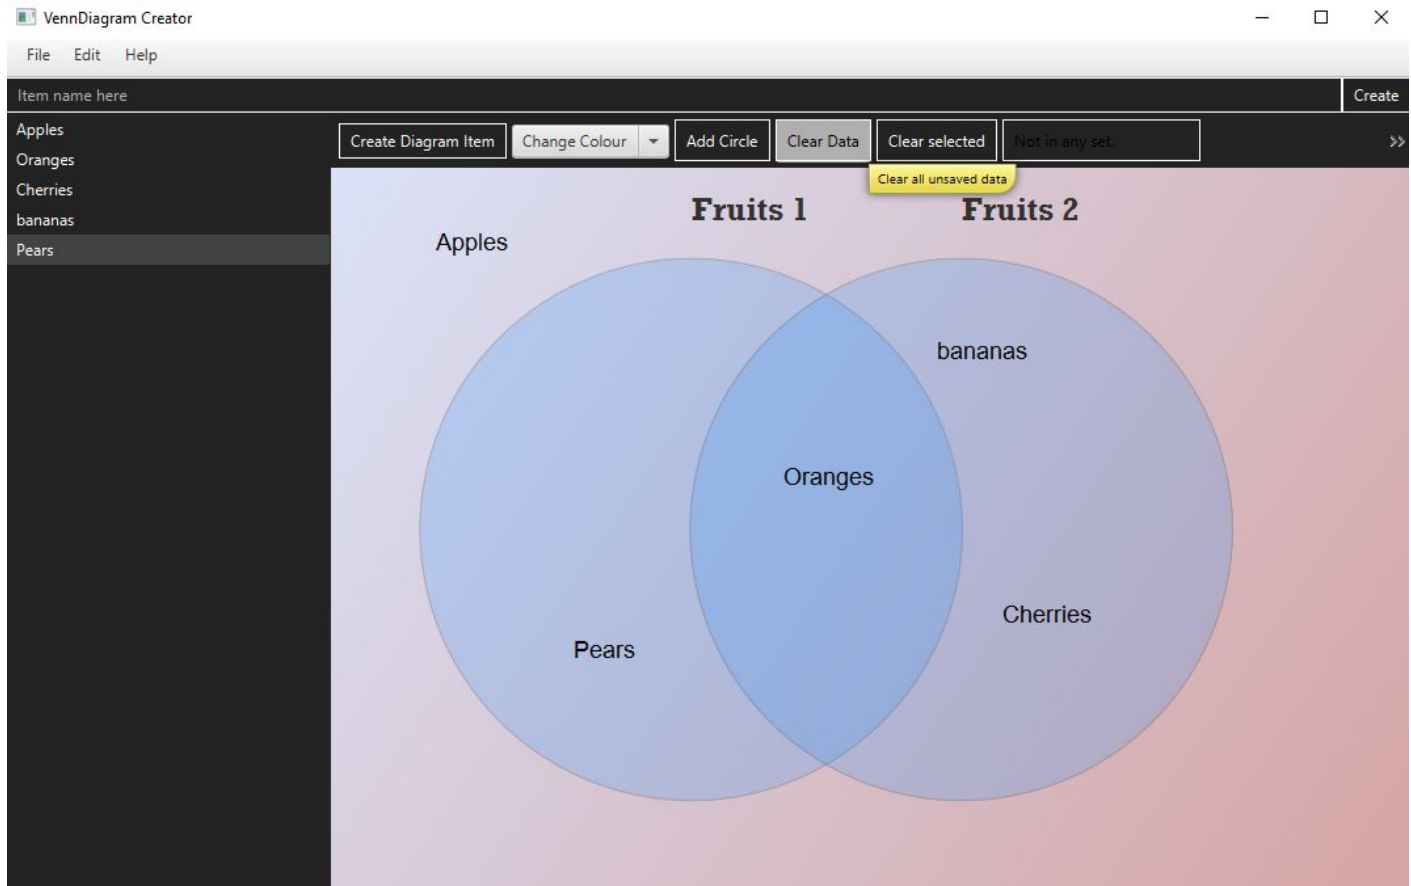 VennDiagram Creator
File Edit Help
Item name here Create
Apples
Oranges
Cherries
bananas
Pears
Create Diagram Item Change Colour Add Circle Clear Data Clear selected Not in any set. >>
Clear all unsaved data
Fruits 1 Fruits 2
Apples
bananas
Oranges
Cherries
Pears